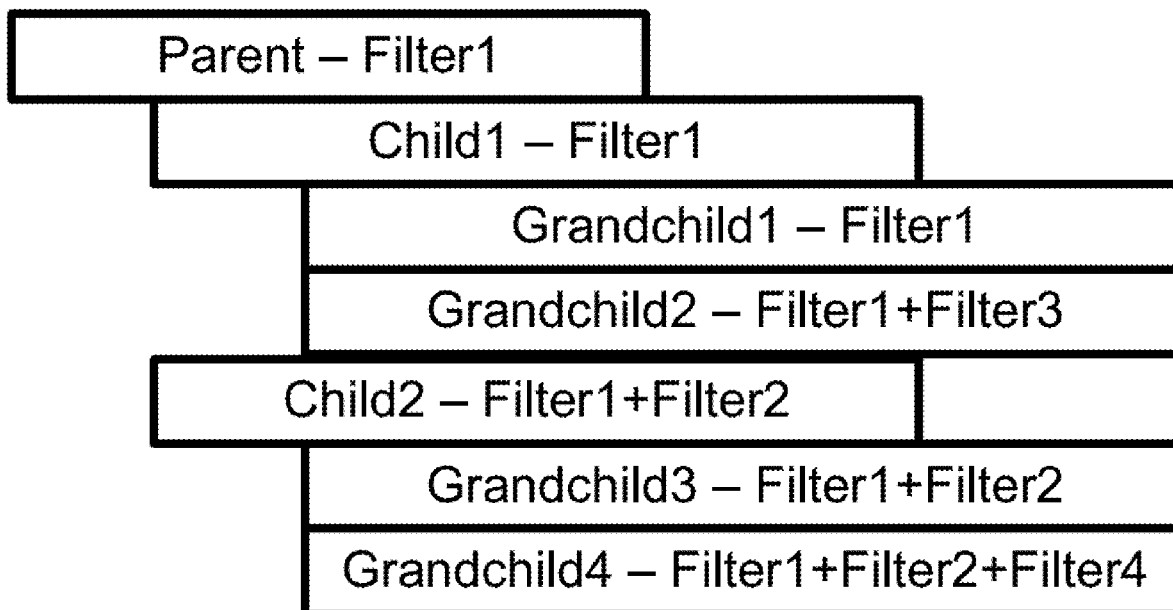 Parent – Filter1
Child1 – Filter1
Grandchild1 – Filter1
Grandchild2 – Filter1+Filter3
Child2 – Filter1+Filter2
Grandchild3 – Filter1+Filter2
Grandchild4 – Filter1+Filter2+Filter4